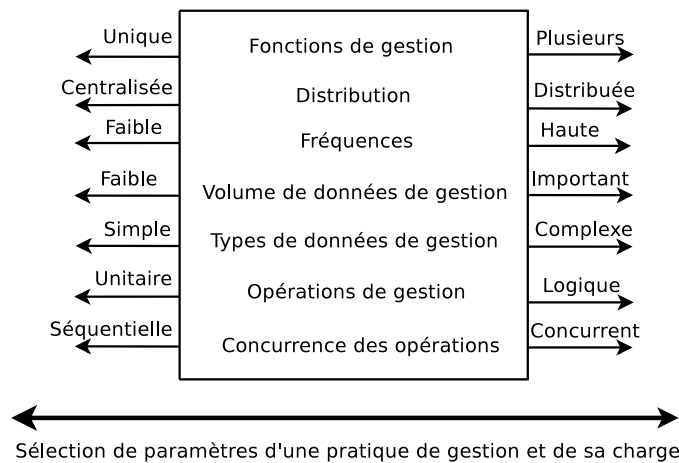 Unique Fonctions de gestion Plusieurs
Centralisée Distribution Distribuée
Faible Fréquences Haute
Faible Volume de données de gestion Important
Simple Types de données de gestion Complexe
Unitaire Opérations de gestion Logique
Séquentielle Concurrence des opérations Concurrent
Sélection de paramètres d'une pratique de gestion et de sa charge